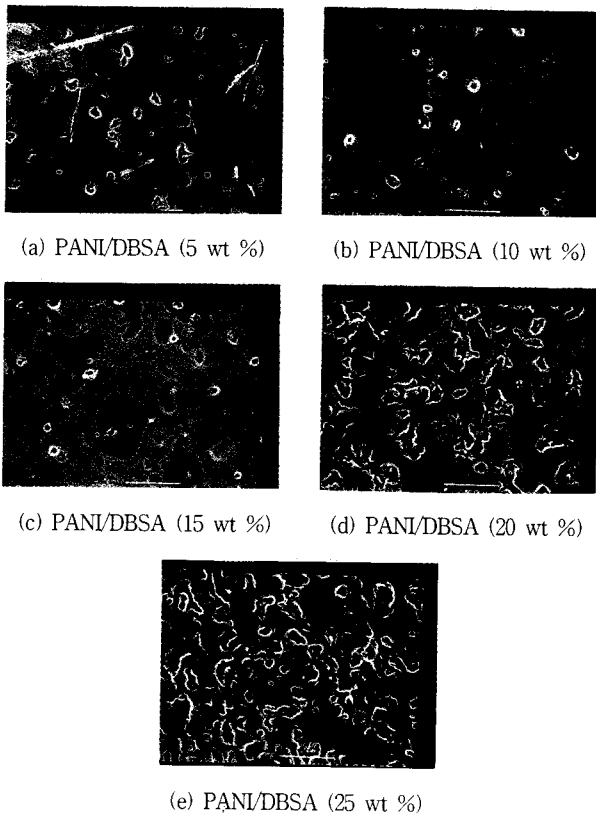 (a) PANI/DBSA (5 wt %)
(b) PANI/DBSA (10 wt %)
(c) PANI/DBSA (15 wt %)
(d) PANI/DBSA (20 wt %)
(e) PANI/DBSA (25 wt %)